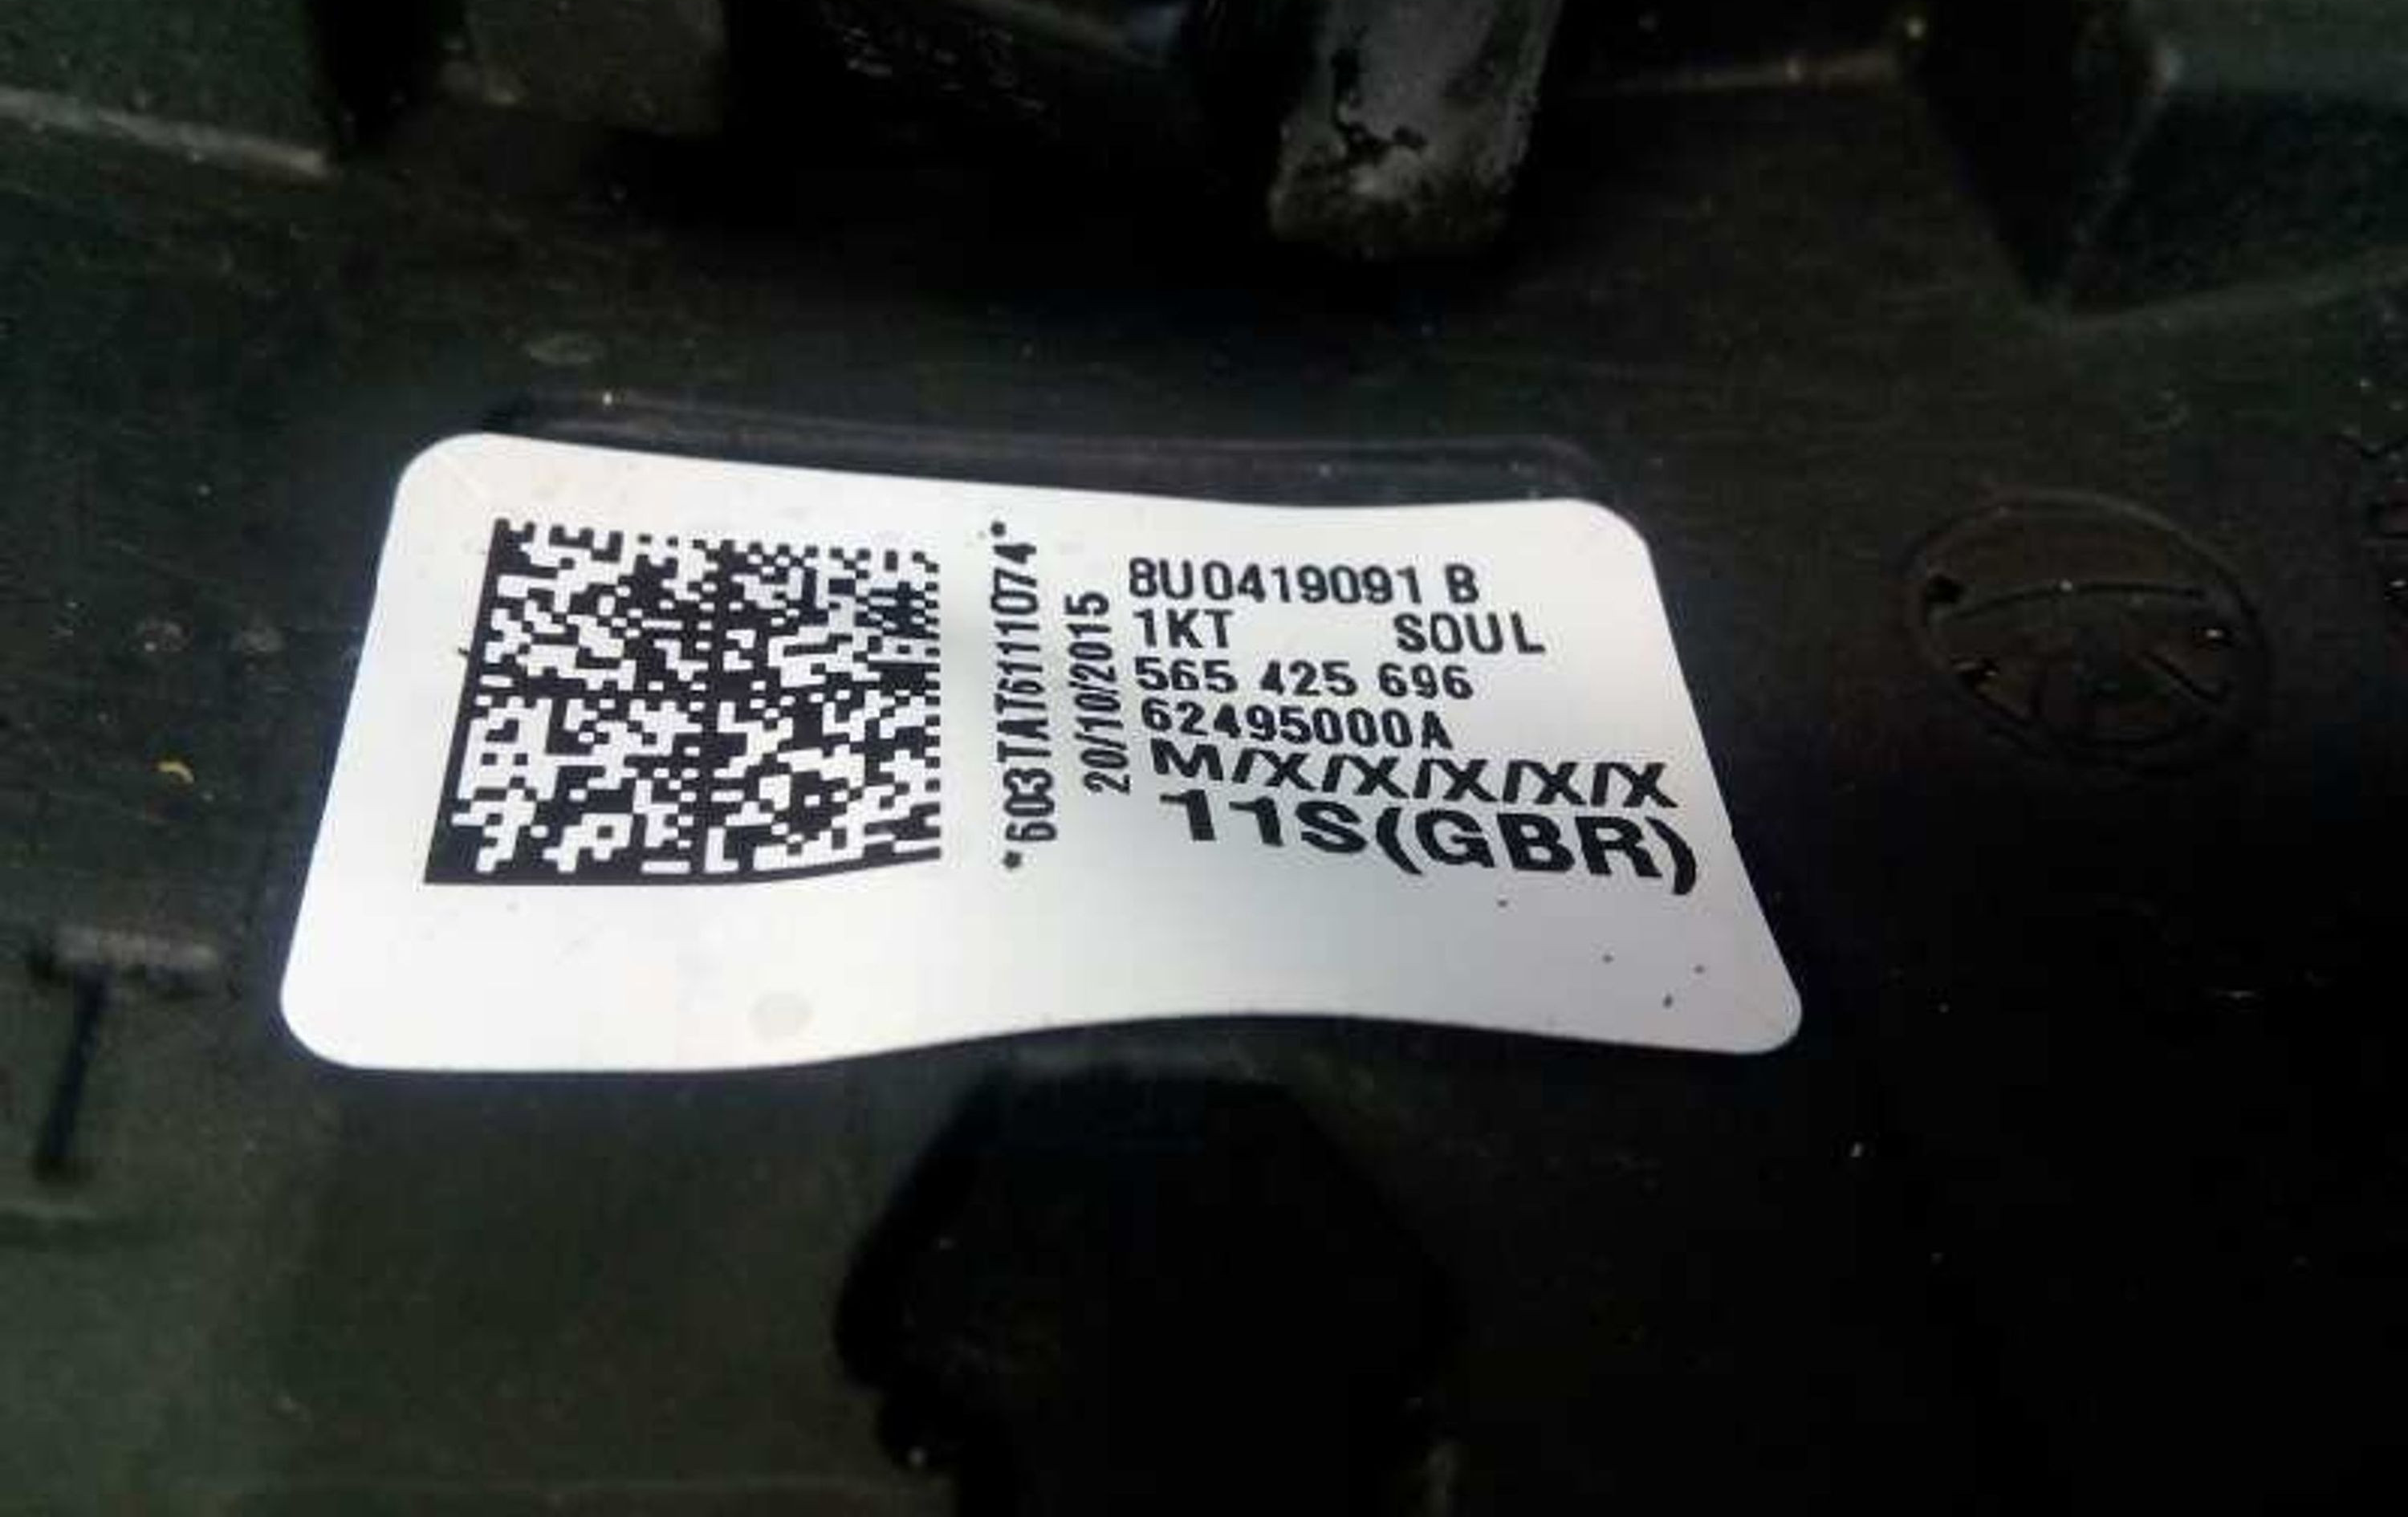 *603TAT6111074*
20/10/2015
8U0419091 B
1KT SOUL
565 425 696
62495000A
M/X/X/X/X/X
11S(GBR)